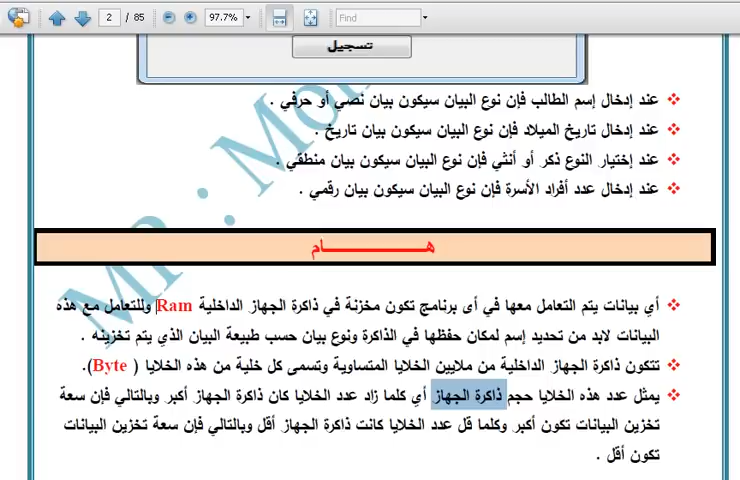 2 / 85 97.7% Find
تسجيل
عند إدخال إسم الطالب فإن نوع البيان سيكون بيان نصي أو حرفي .
عند إدخال تاريخ الميلاد فإن نوع البيان سيكون بيان تاريخ .
عند إختيار النوع ذكر أو أنثي فإن نوع البيان سيكون بيان منطقي .
عند إدخال عدد أفراد الأسرة فإن نوع البيان سيكون بيان رقمي .
هـــــــــــــام
أي بيانات يتم التعامل معها في أى برنامج تكون مخزنة في ذاكرة الجهاز الداخلية Ram وللتعامل مع هذه
البيانات لابد من تحديد إسم لمكان حفظها في الذاكرة ونوع بيان حسب طبيعة البيان الذي يتم تخزينه .
تتكون ذاكرة الجهاز الداخلية من ملايين الخلايا المتساوية وتسمى كل خلية من هذه الخلايا ( Byte).
يمثل عدد هذه الخلايا حجم ذاكرة الجهاز أي كلما زاد عدد الخلايا كان ذاكرة الجهاز أكبر وبالتالي فإن سعة
تخزين البيانات تكون أكبر وكلما قل عدد الخلايا كانت ذاكرة الجهاز أقل وبالتالي فإن سعة تخزين البيانات
تكون أقل .
MR : Mo